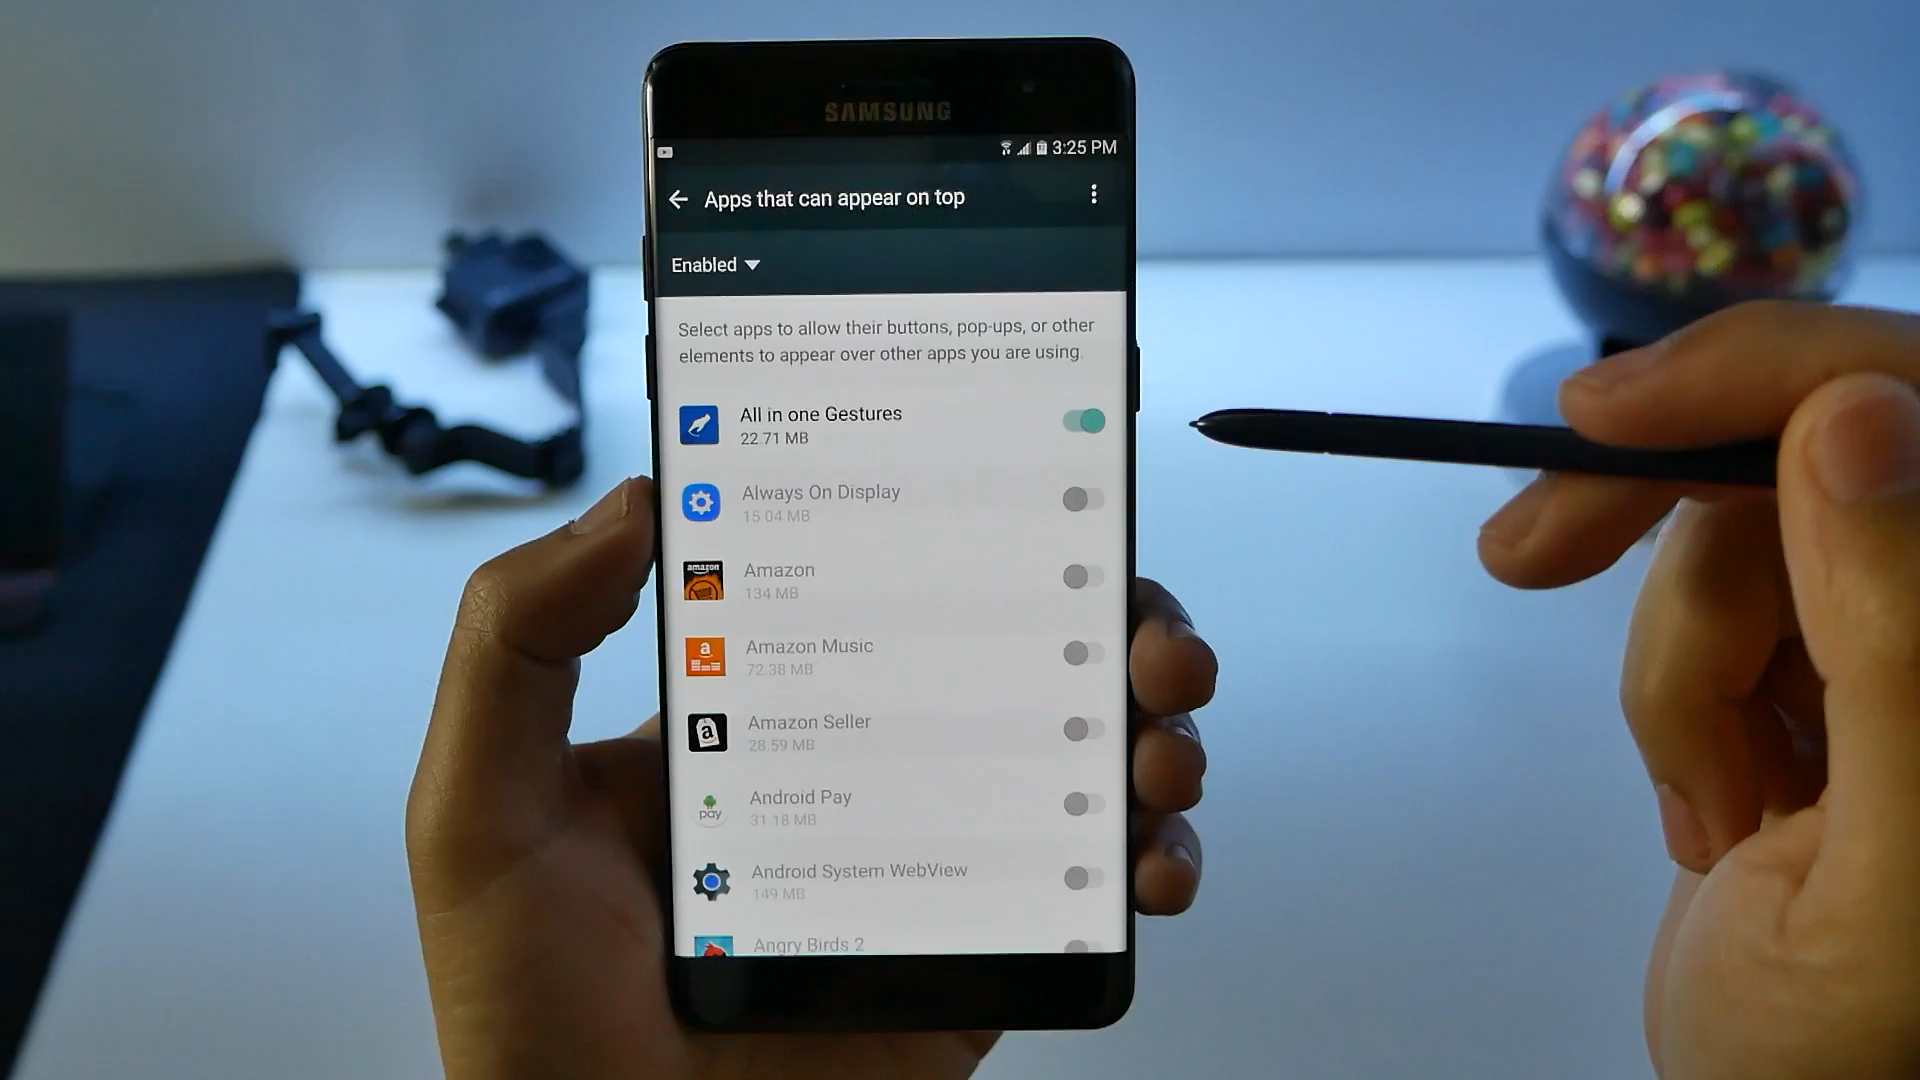 SAMSUNG
3:25 PM
Apps that can appear on top
Enabled
Select apps to allow their buttons, pop-ups, or other
elements to appear over other apps you are using.
All in one Gestures
22.71 MB
Always On Display
15.04 MB
amazon
Amazon
134 MB
a
Amazon Music
72.38 MB
a
Amazon Seller
28.59 MB
pay
Android Pay
31.18 MB
Android System WebView
149 MB
Angry Birds 2